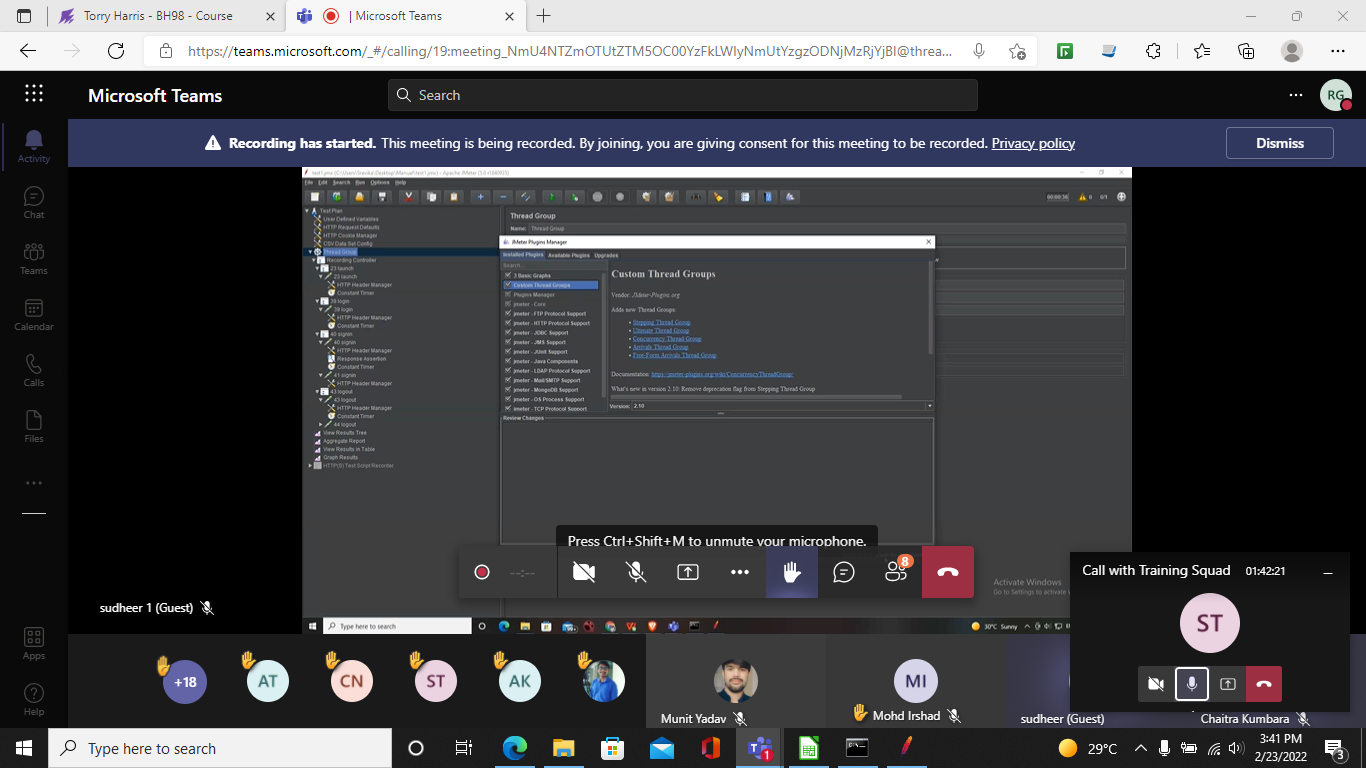 Torry Harris - BH98 - Course
| Microsoft Teams
https://teams.microsoft.com/_#/calling/19:meeting_NmU4NTZmOTUtZTM5OC00YzFkLWIyNmUtYzgzODNjMzRjYjBl@threa...
Microsoft Teams
Search
RG
Recording has started. This meeting is being recorded. By joining, you are giving consent for this meeting to be recorded. Privacy policy
Dismiss
Activity
Chat
Teams
Calendar
Calls
Files
Apps
Help
File Edit Search Run Options Help
00:00:36
0
0/1
Test Plan
User Defined Variables
HTTP Request Defaults
HTTP Cookie Manager
CSV Data Set Config
Thread Group
Recording Controller
23 launch
23 launch
HTTP Header Manager
Constant Timer
39 login
39 login
HTTP Header Manager
Constant Timer
40 signin
40 signin
HTTP Header Manager
Response Assertion
Constant Timer
41 signin
HTTP Header Manager
43 logout
43 logout
HTTP Header Manager
Constant Timer
44 logout
View Results Tree
Aggregate Report
View Results in Table
Graph Results
HTTP(S) Test Script Recorder
Thread Group
Name: Thread Group
JMeter Plugins Manager
Installed Plugins Available Plugins Upgrades
Search...
3 Basic Graphs
Custom Thread Groups
Plugins Manager
jmeter - Core
jmeter - FTP Protocol Support
jmeter - HTTP Protocol Support
jmeter - JDBC Support
jmeter - JMS Support
jmeter - JUnit Support
jmeter - Java Components
jmeter - LDAP Protocol Support
jmeter - Mail/SMTP Support
jmeter - MongoDB Support
jmeter - OS Process Support
jmeter - TCP Protocol Support
Custom Thread Groups
Vendor: JMeter-Plugins.org
Adds new Thread Groups:
Stepping Thread Group
Ultimate Thread Group
Concurrency Thread Group
Arrivals Thread Group
Free-Form Arrivals Thread Group
Documentation: https://jmeter-plugins.org/wiki/ConcurrencyThreadGroup/
What's new in version 2.10: Remove deprecation flag from Stepping Thread Group
Version: 2.10
Review Changes
Press Ctrl+Shift+M to unmute your microphone.
--:--
8
Activate Windows
Go to Settings to activate
Type here to search
99+
30°C Sunny
sudheer 1 (Guest)
Call with Training Squad 01:42:21
ST
+18
AT
CN
ST
AK
Munit Yadav
MI
Mohd Irshad
sudheer (Guest)
Chaitra Kumbara
Type here to search
1
29°C
3:41 PM
2/23/2022
3